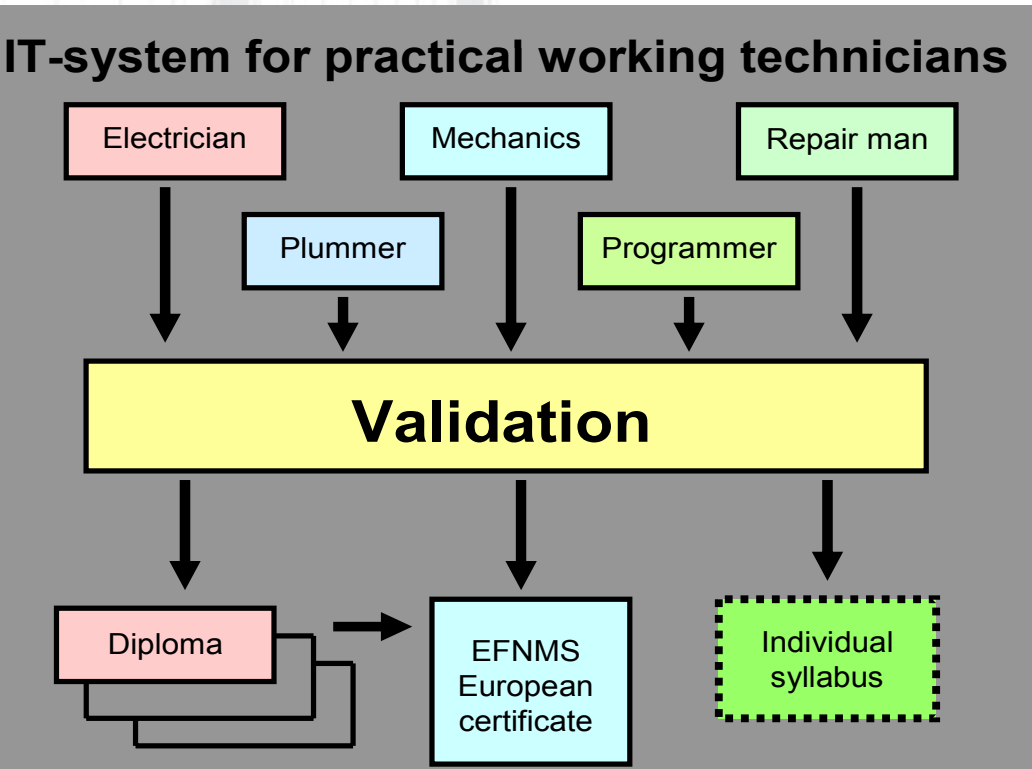 IT-system for practical working technicians
Electrician
Mechanics
Repair man
Plummer
Programmer
Validation
Diploma
EFNMS
European
certificate
Individual
syllabus